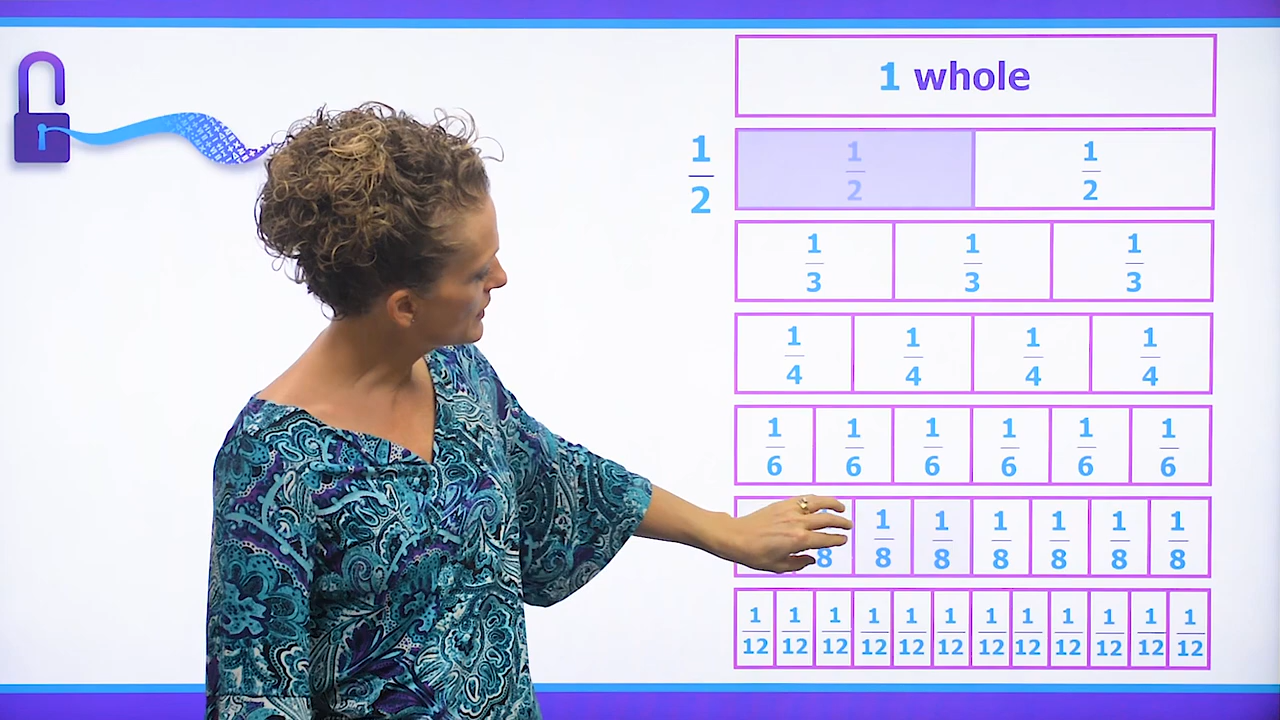 1 whole
1 1 1
2 2 2
1 1 1
3 3 3
1 1 1 1
4 4 4 4
1 1 1 1 1 1
6 6 6 6 6 6
1 1 1 1 1 1
8 8 8 8 8 8 8
1 1 1 1 1 1 1 1 1 1 1 1
12 12 12 12 12 12 12 12 12 12 12 12